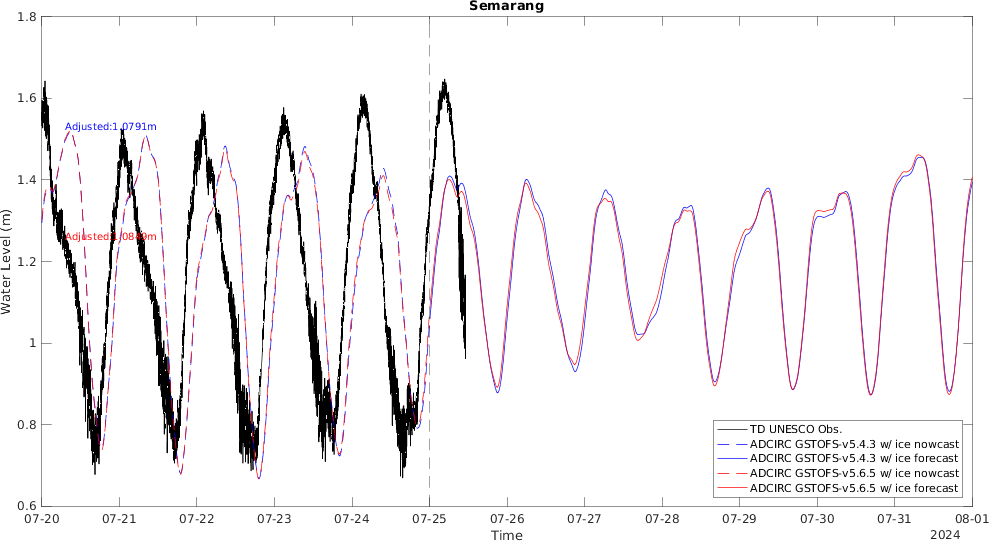 Semarang
1.8
1.6
1.4
1.2
1
0.8
0.6
Water Level (m)
Adjusted:1.0791m
Adjusted:1.0849m
TD UNESCO Obs.
ADCIRC GSTOFS-v5.4.3 w/ ice nowcast
ADCIRC GSTOFS-v5.4.3 w/ ice forecast
ADCIRC GSTOFS-v5.6.5 w/ ice nowcast
ADCIRC GSTOFS-v5.6.5 w/ ice forecast
07-20 07-21 07-22 07-23 07-24 07-25 07-26 07-27 07-28 07-29 07-30 07-31 08-01
Time
2024